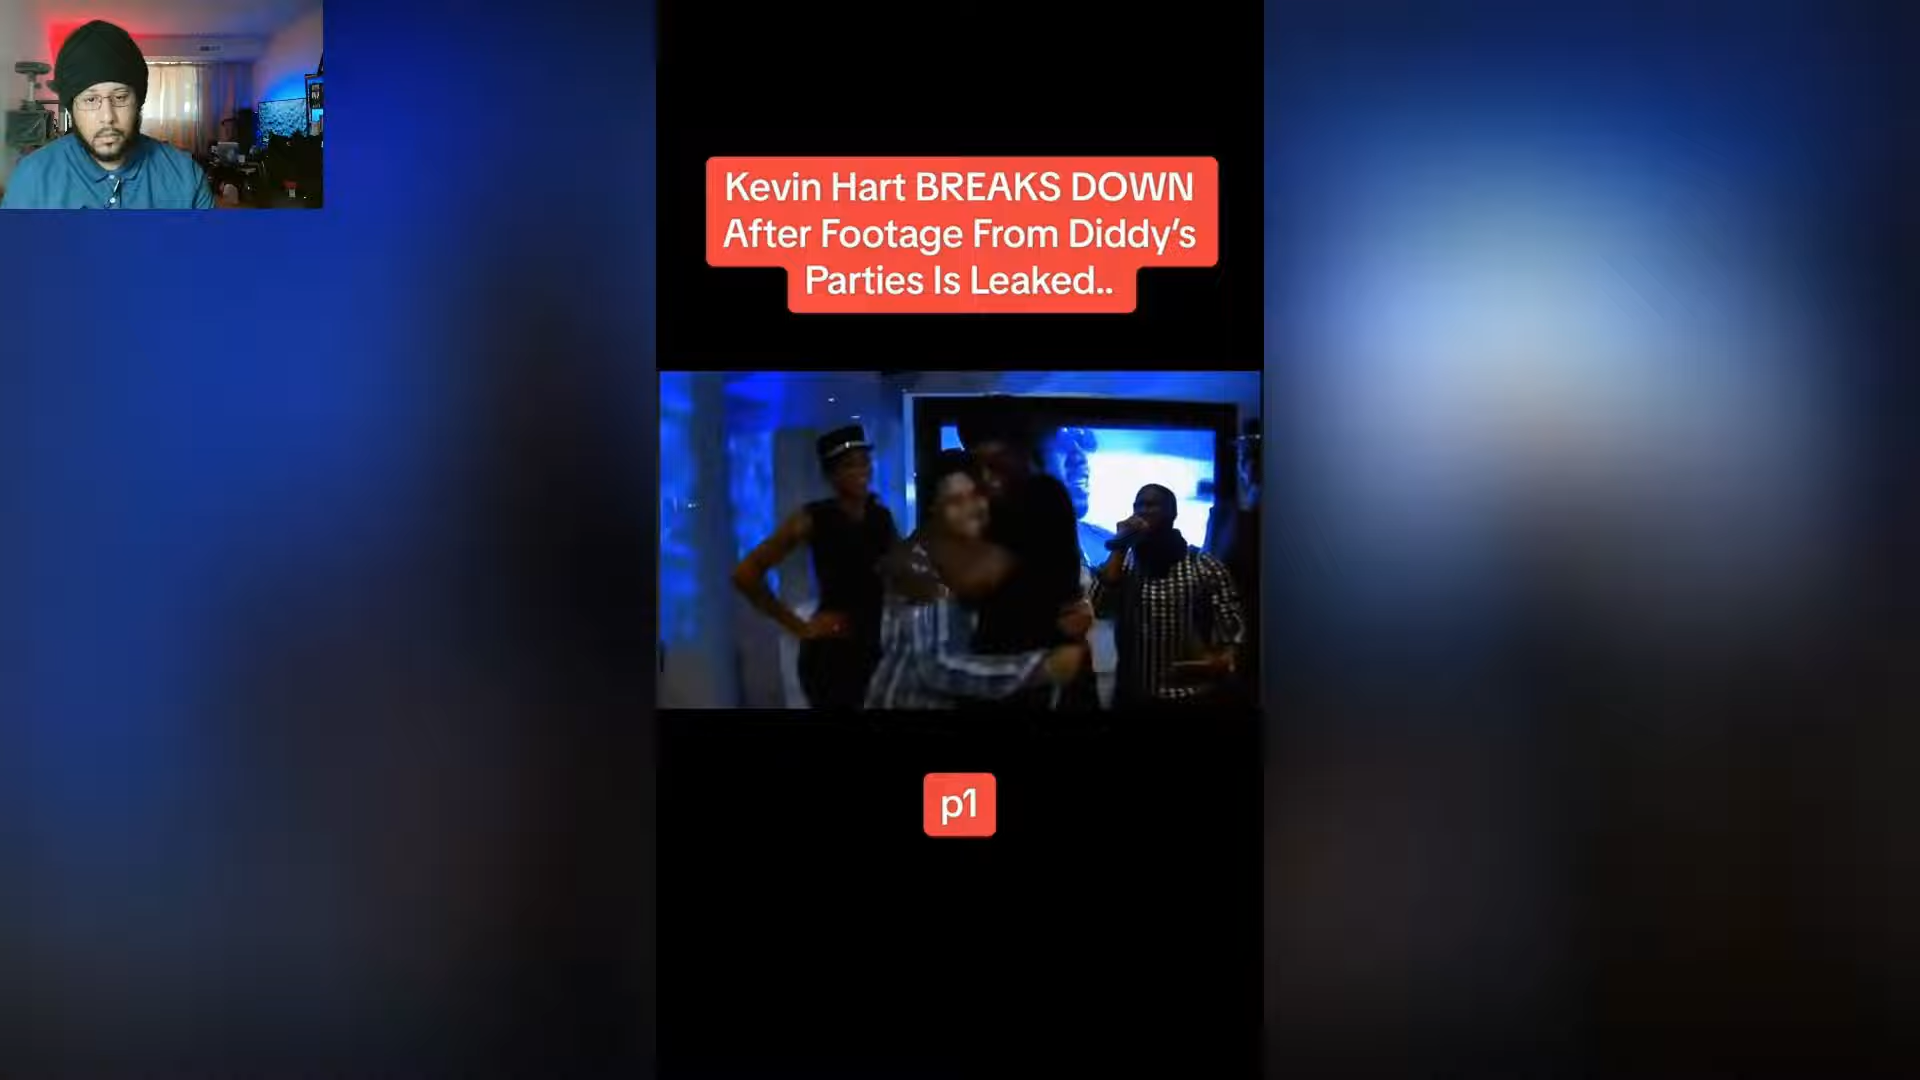 Kevin Hart BREAKS DOWN
After Footage From Diddy’s
Parties Is Leaked..
p1